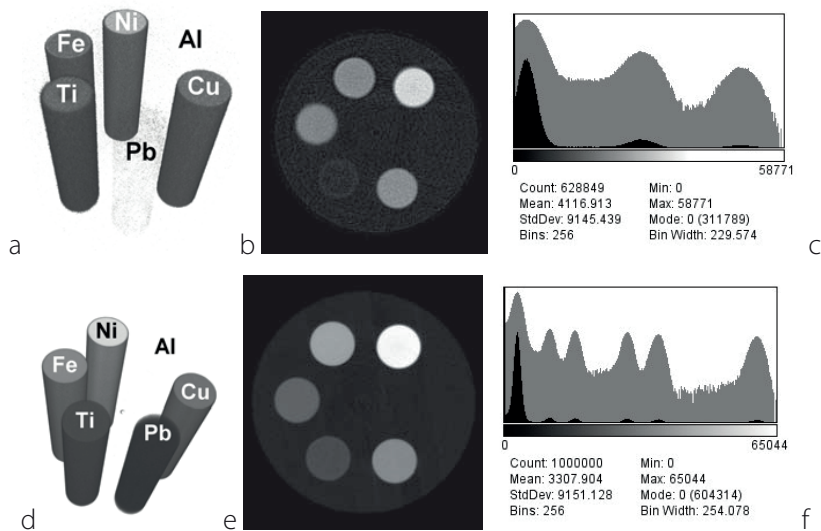 Ni
Fe
Al
Ti
Cu
Pb
a
b
0
58771
Count: 628849
Min: 0
Mean: 4116.913
Max: 58771
StdDev: 9145.439
Mode: 0 (311789)
Bins: 256
Bin Width: 229.574
c
Ni
Al
Fe
Cu
Ti
Pb
d
e
0
65044
Count: 1000000
Min: 0
Mean: 3307.904
Max: 65044
StdDev: 9151.128
Mode: 0 (604314)
Bins: 256
Bin Width: 254.078
f